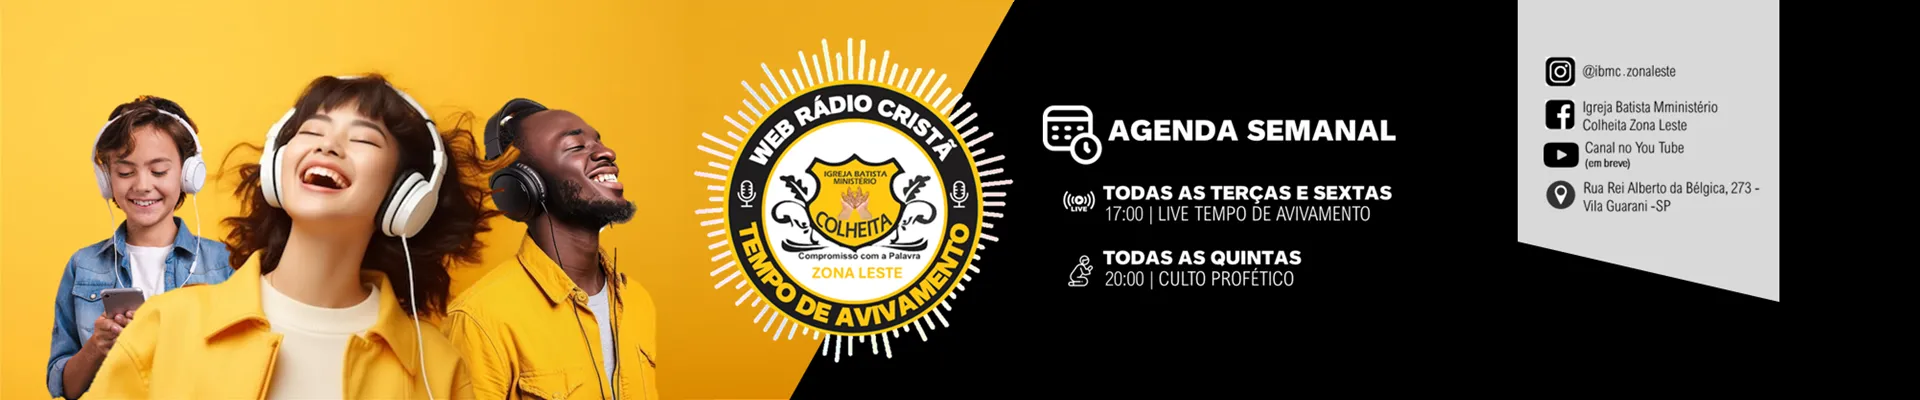 WEB RÁDIO CRISTÃ
IGREJA BATISTA
MINISTÉRIO
COLHEITA
Compromisso com a Palavra
ZONA LESTE
TEMPO DE AVIVAMENTO
AGENDA SEMANAL
LIVE
TODAS AS TERÇAS E SEXTAS
17:00 | LIVE TEMPO DE AVIVAMENTO
TODAS AS QUINTAS
20:00 | CULTO PROFÉTICO
@ibmc.zonaleste
Igreja Batista Mministério
Colheita Zona Leste
Canal no You Tube
(em breve)
Rua Rei Alberto da Bélgica, 273 -
Vila Guarani -SP